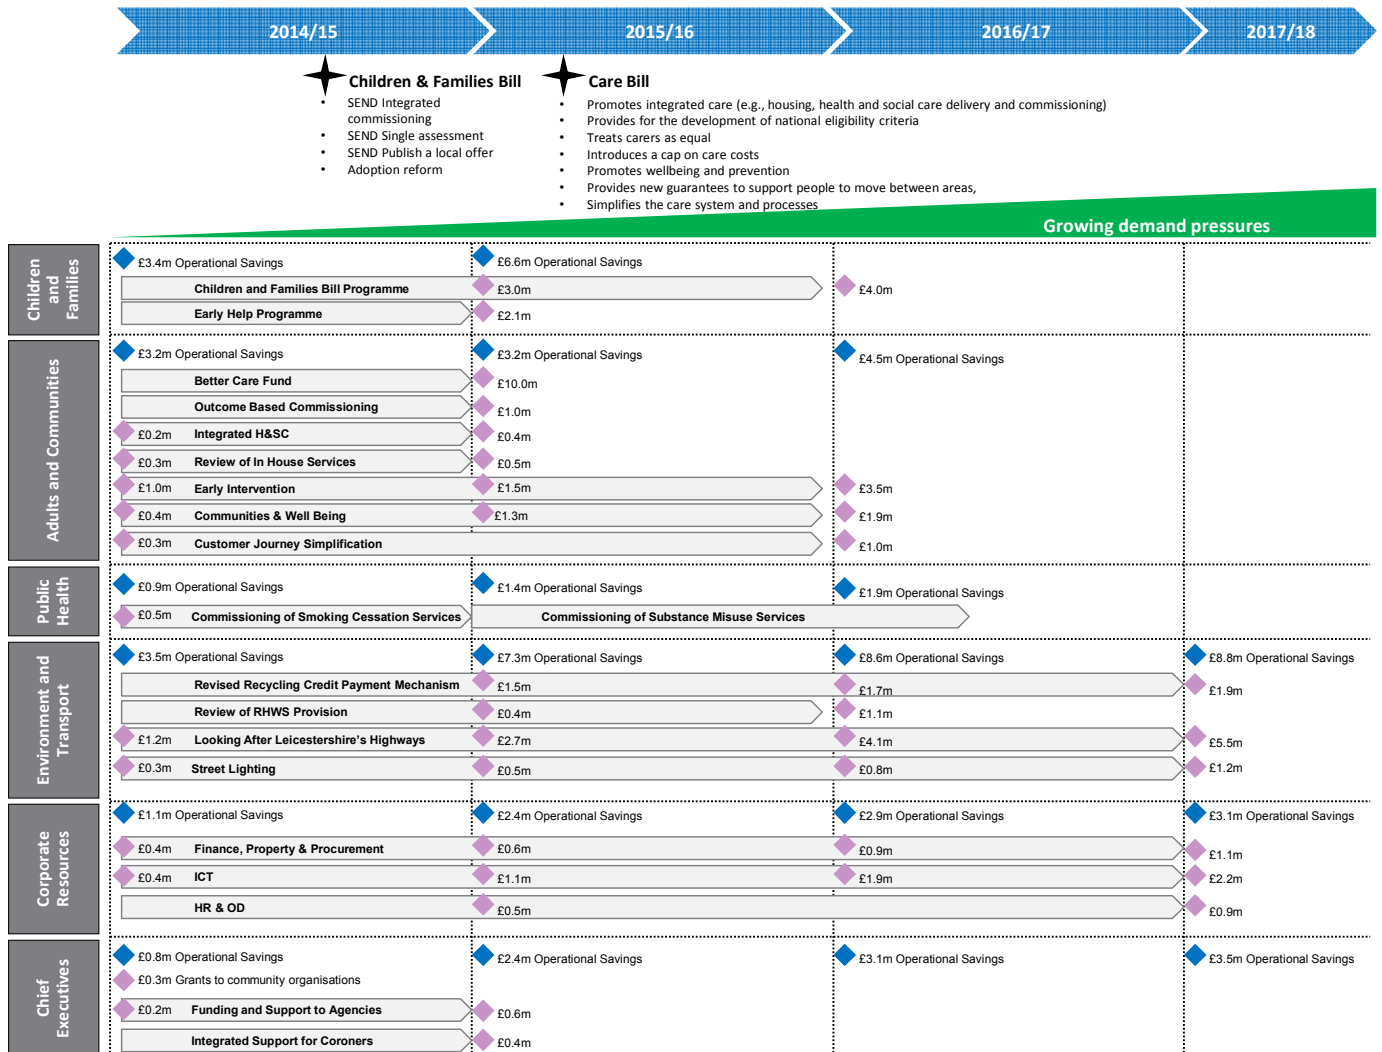 2014/15
2015/16
2016/17
2017/18
Children & Families Bill
• SEND Integrated
commissioning
• SEND Single assessment
• SEND Publish a local offer
• Adoption reform
Care Bill
• Promotes integrated care (e.g., housing, health and social care delivery and commissioning)
• Provides for the development of national eligibility criteria
• Treats carers as equal
• Introduces a cap on care costs
• Promotes wellbeing and prevention
• Provides new guarantees to support people to move between areas,
• Simplifies the care system and processes
Growing demand pressures
Children
and
Families
£3.4m Operational Savings
£6.6m Operational Savings
Children and Families Bill Programme
£3.0m
£4.0m
Early Help Programme
£2.1m
Adults and Communities
£3.2m Operational Savings
£3.2m Operational Savings
£4.5m Operational Savings
Better Care Fund
£10.0m
Outcome Based Commissioning
£1.0m
£0.2m Integrated H&SC
£0.4m
£0.3m Review of In House Services
£0.5m
£1.0m Early Intervention
£1.5m
£3.5m
£0.4m Communities & Well Being
£1.3m
£1.9m
£0.3m Customer Journey Simplification
£1.0m
Public
Health
£0.9m Operational Savings
£1.4m Operational Savings
£1.9m Operational Savings
£0.5m Commissioning of Smoking Cessation Services
Commissioning of Substance Misuse Services
Environment and
Transport
£3.5m Operational Savings
£7.3m Operational Savings
£8.6m Operational Savings
£8.8m Operational Savings
Revised Recycling Credit Payment Mechanism
£1.5m
£1.7m
£1.9m
Review of RHWS Provision
£0.4m
£1.1m
£1.2m Looking After Leicestershire's Highways
£2.7m
£4.1m
£5.5m
£0.3m Street Lighting
£0.5m
£0.8m
£1.2m
Corporate
Resources
£1.1m Operational Savings
£2.4m Operational Savings
£2.9m Operational Savings
£3.1m Operational Savings
£0.4m Finance, Property & Procurement
£0.6m
£0.9m
£1.1m
£0.4m ICT
£1.1m
£1.9m
£2.2m
HR & OD
£0.5m
£0.9m
Chief
Executives
£0.8m Operational Savings
£2.4m Operational Savings
£3.1m Operational Savings
£3.5m Operational Savings
£0.3m Grants to community organisations
£0.2m Funding and Support to Agencies
£0.6m
Integrated Support for Coroners
£0.4m